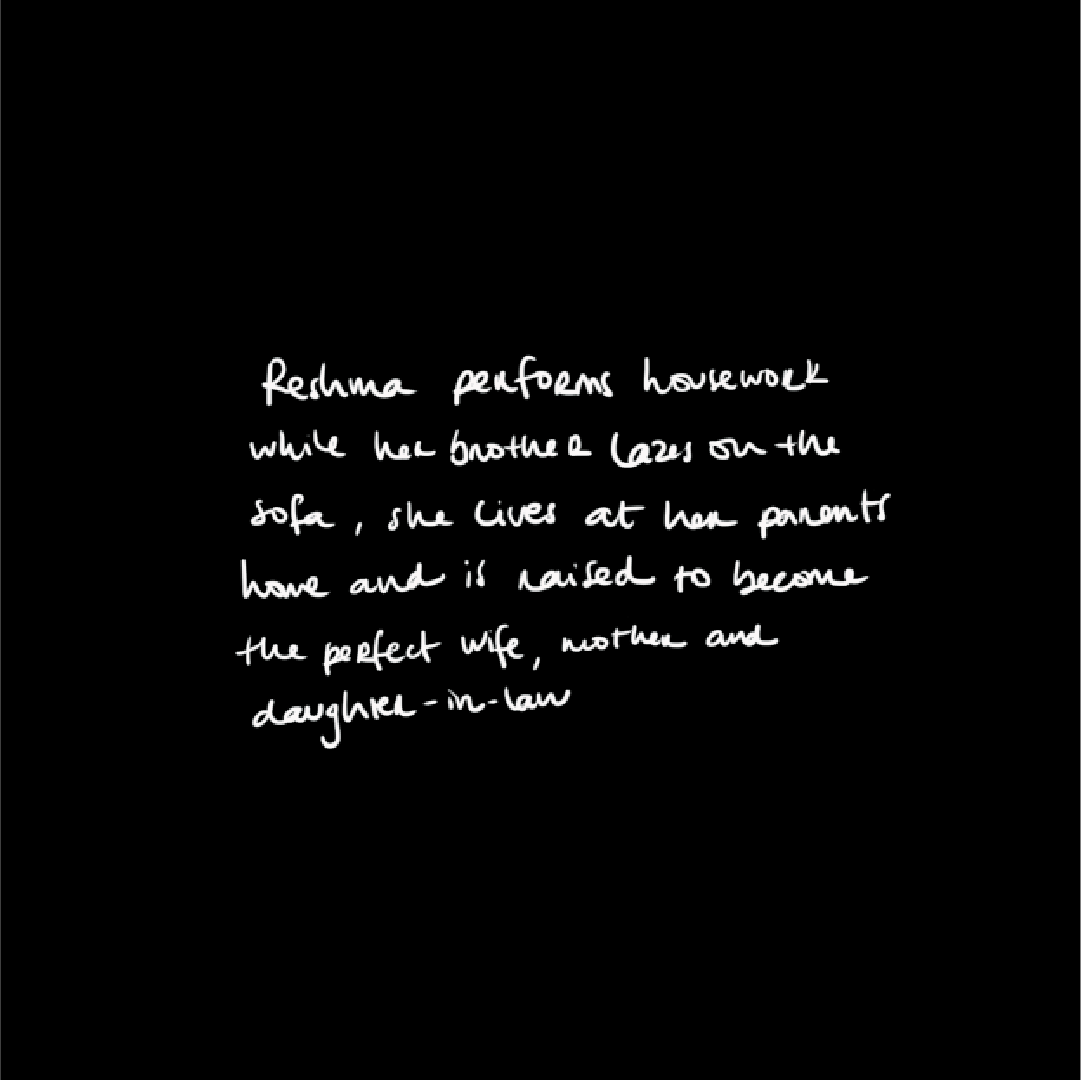 Reshma performs housework
while her brother lazes on the
sofa, she lives at her parents
home and is raised to become
the perfect wife, mother and
daughter-in-law